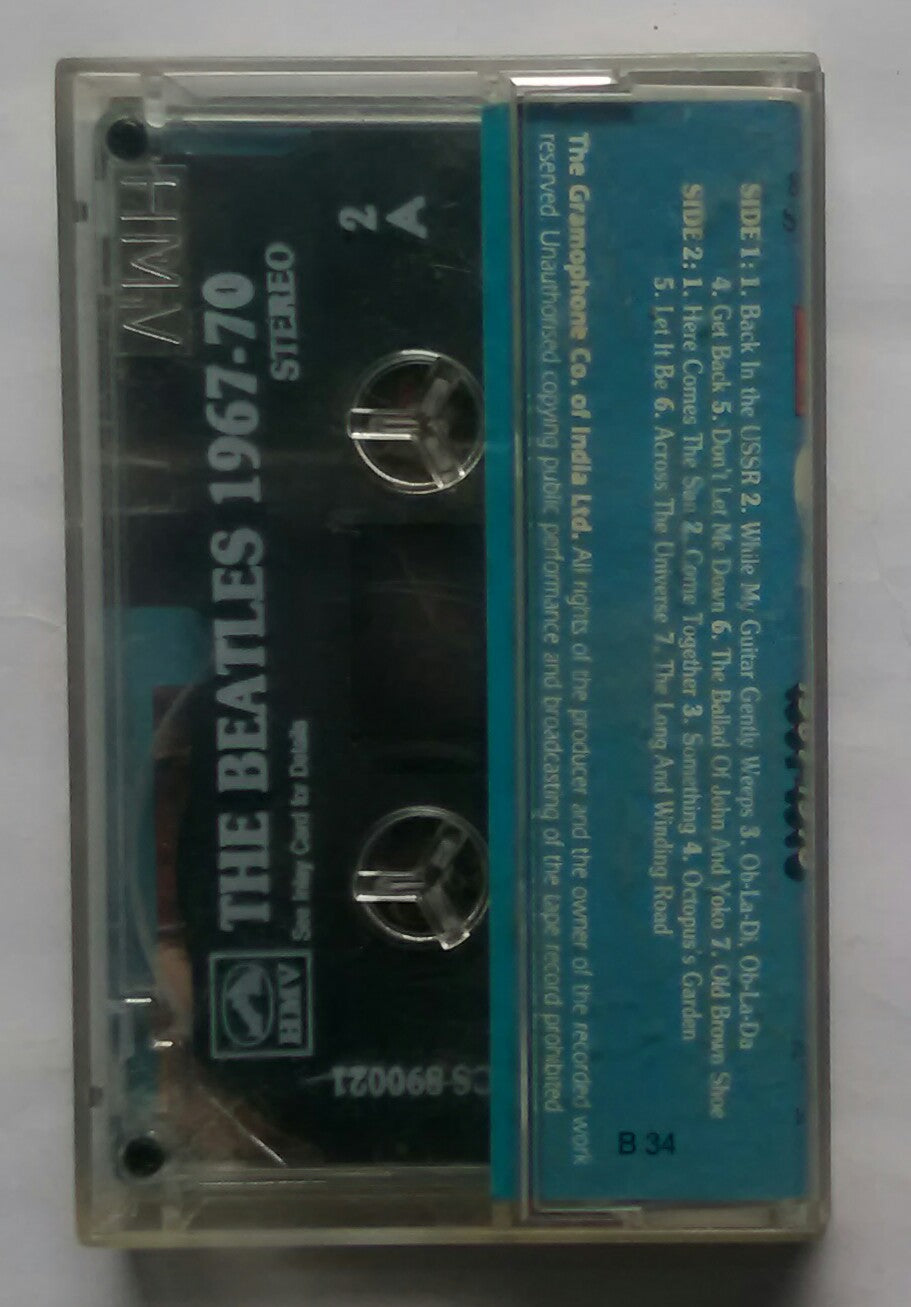 SIDE 1: 1. Back In the USSR 2. While My Guitar Gently Weeps 3. Ob-La-Di, Ob-La-Da
4. Get Back 5. Don't Let Me Down 6. The Ballad Of John And Yoko 7. Old Brown Shoe
SIDE 2: 1. Here Comes The Sun 2. Come Together 3. Something 4. Octopus's Garden
5. Let It Be 6. Across The Universe 7. The Long And Winding Road
The Gramophone Co. of India Ltd. All rights of the producer and the owner of the recorded work
reserved Unauthorised copying public performance and broadcasting of the tape record prohibited
B 34
HMV
2
A
STEREO
THE BEATLES 1967-70
See Inlay Card for Details
HMV
CS 890021